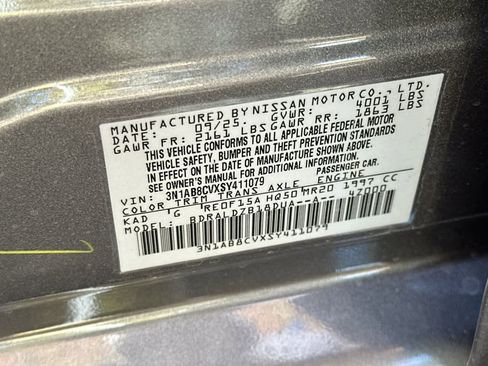 MANUFACTURED BY NISSAN MOTOR CO., LTD.
09/25. GVWR: 4001 LBS
GAWR FR: 2161 LBS GAWR RR: 1863 LBS
THIS VEHICLE CONFORMS TO ALL APPLICABLE FEDERAL MOTOR
VEHICLE SAFETY, BUMPER AND THEFT PREVENTION STANDARDS
IN EFFECT ON THE DATE OF MANUFACTURE SHOWN ABOVE.
SEE OWNER'S MANUAL FOR MORE INFORMATION.
PASSENGER CAR.
VIN: 3N1AB8CVXSY411079
COLOR TRIM TRANS AXLE ENGINE
KAD G RE0F15A HQ50 MR20 1997 CC
MODEL: BDRALDZB1ADUA--A-- 47000
3N1AB8CVXSY411079